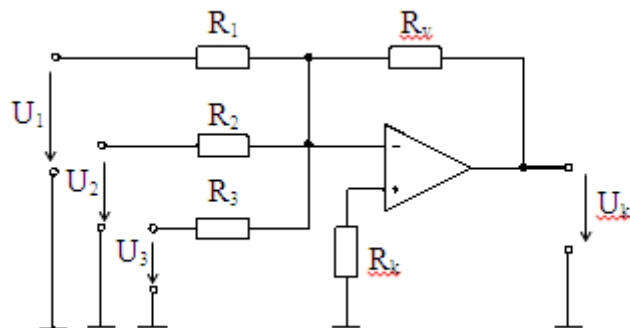 R₁
Rᵥ
U₁
R₂
−
U₂
R₃
+
U₃
Rₖ
Uₖ